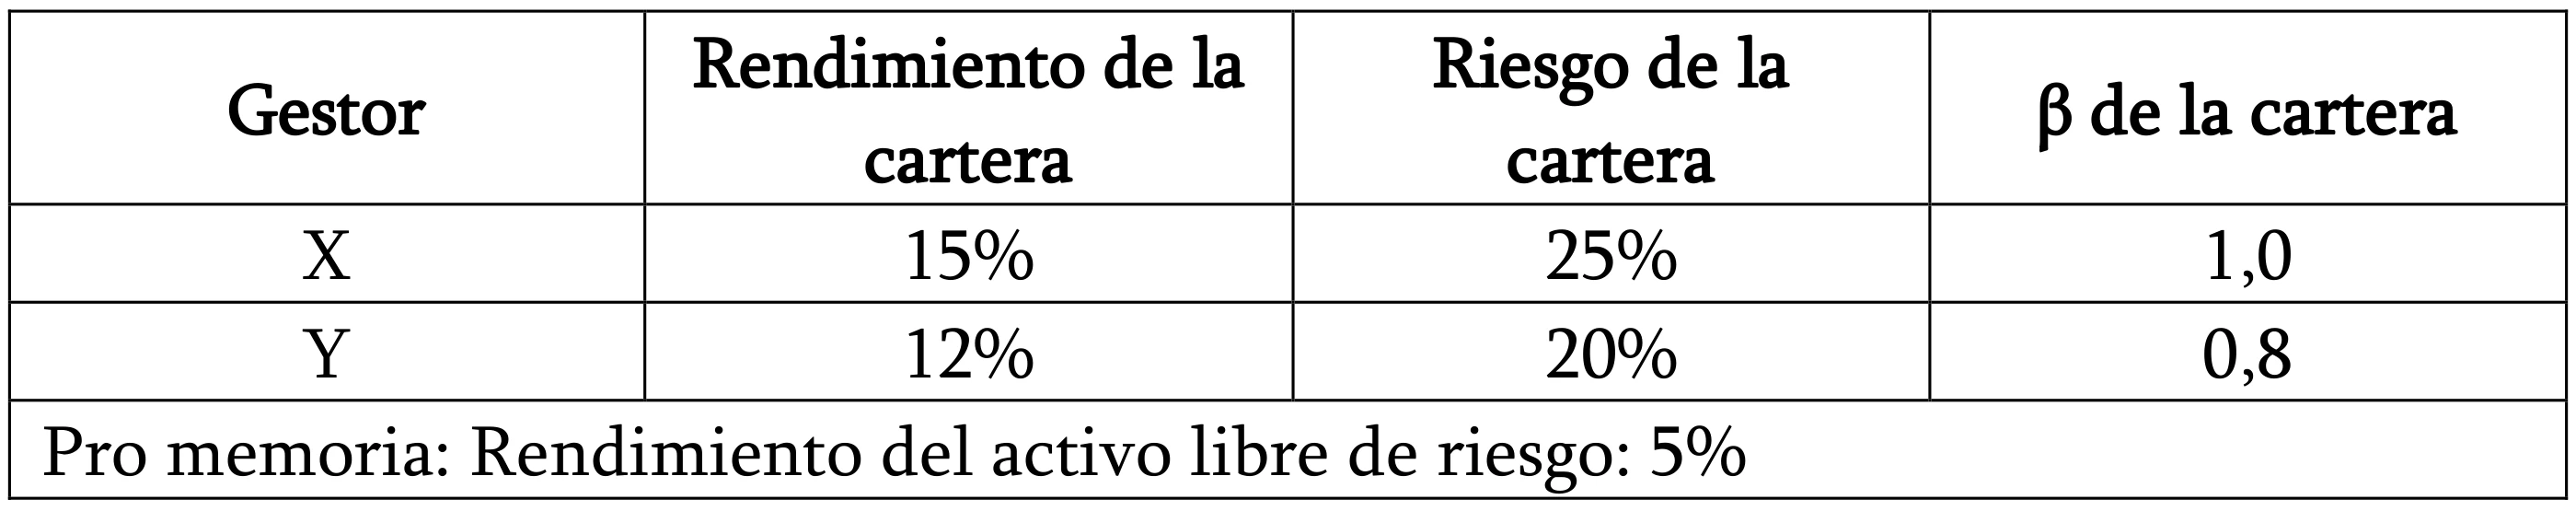 Gestor
Rendimiento de la
cartera
Riesgo de la
cartera
β de la cartera
X 15% 25% 1,0
Y 12% 20% 0,8
Pro memoria: Rendimiento del activo libre de riesgo: 5%